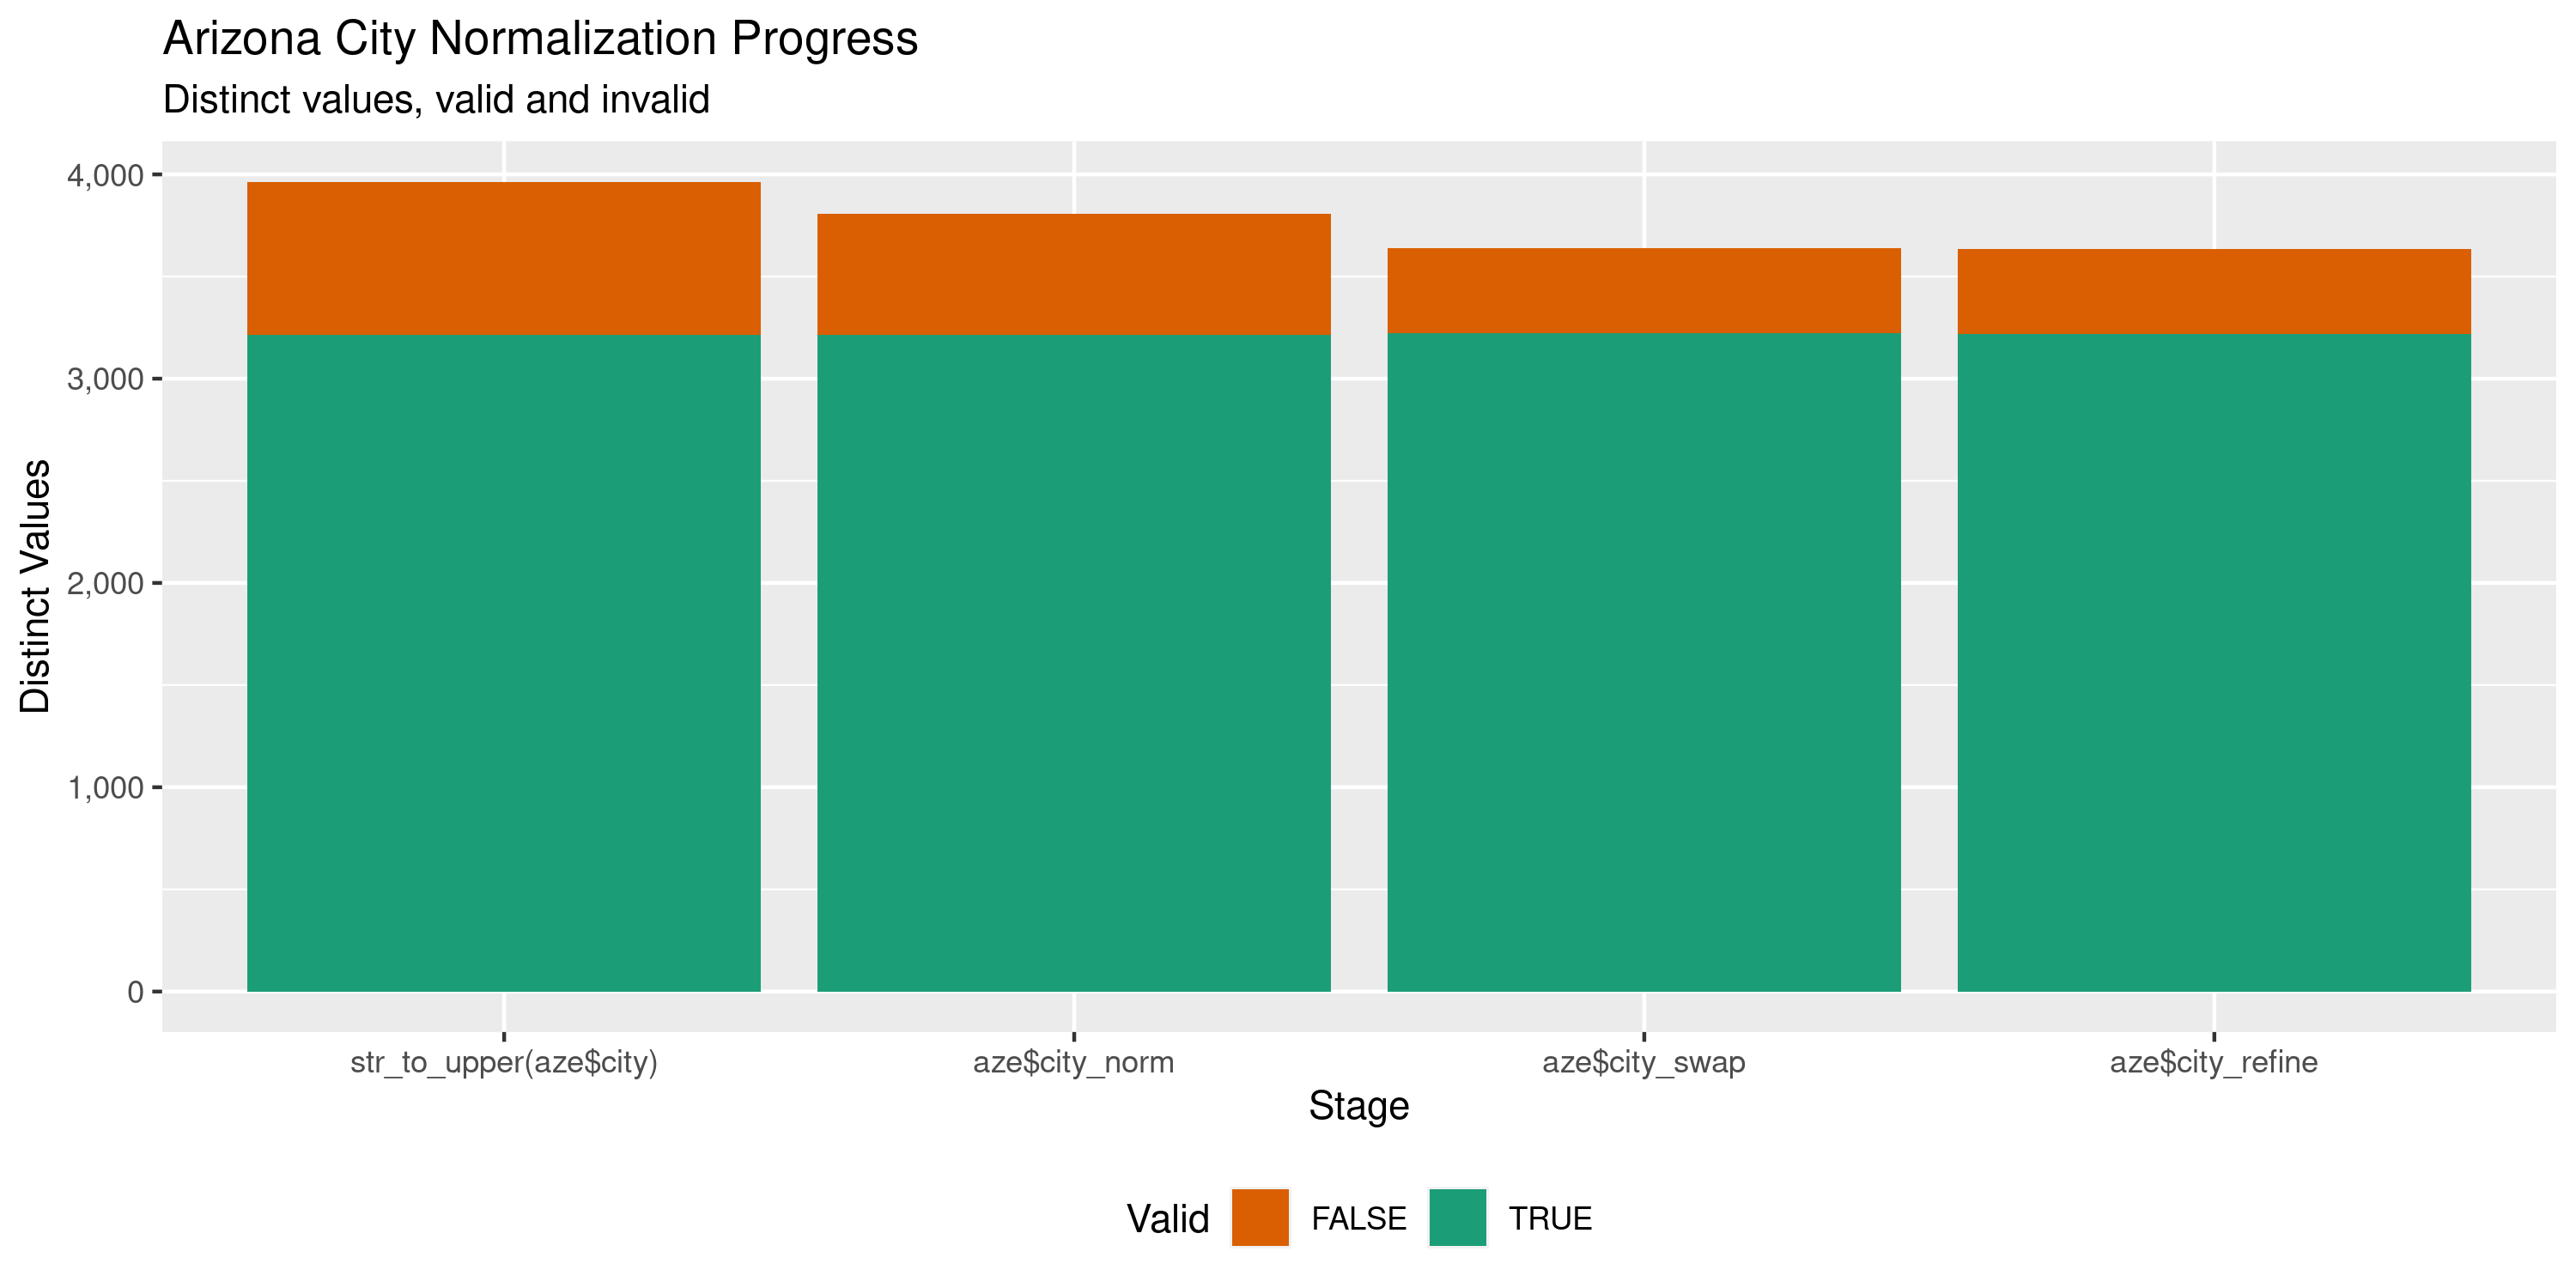 Arizona City Normalization Progress
Distinct values, valid and invalid
Distinct Values
4,000
3,000
2,000
1,000
0
str_to_upper(aze$city)
aze$city_norm
aze$city_swap
aze$city_refine
Stage
Valid
FALSE
TRUE